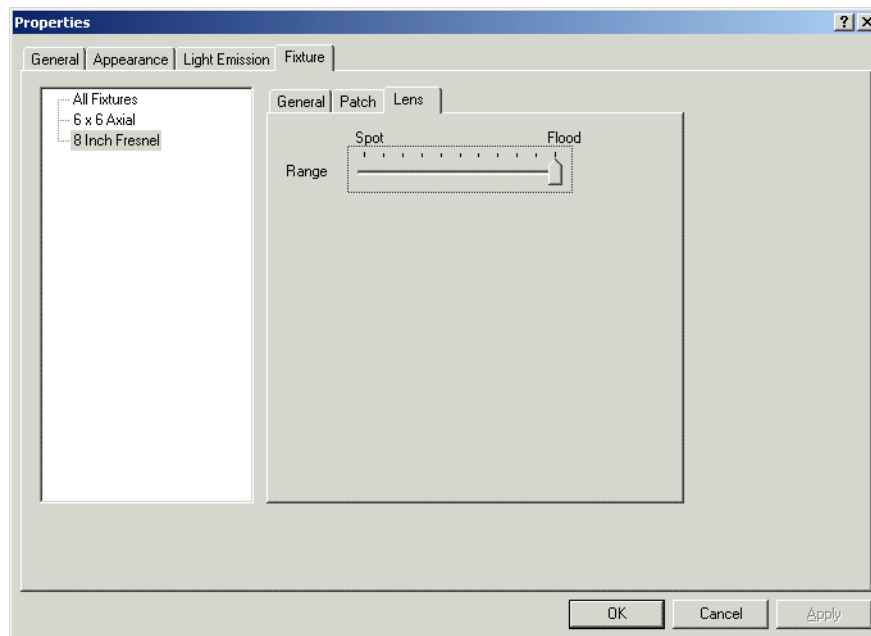 Properties
General Appearance Light Emission Fixture
All Fixtures
6 x 6 Axial
8 Inch Fresnel
General Patch Lens
Spot Flood
Range
OK Cancel Apply